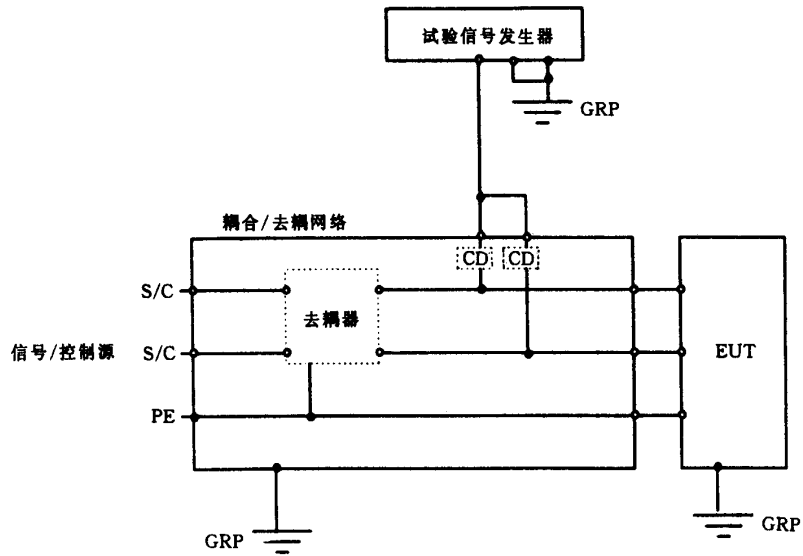 试验信号发生器
GRP
耦合/去耦网络
CD CD
S/C
去耦器
信号/控制源 S/C
EUT
PE
GRP
GRP